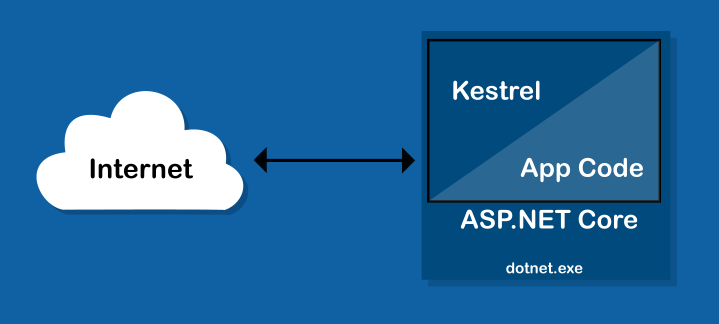 Internet
Kestrel
App Code
ASP.NET Core
dotnet.exe